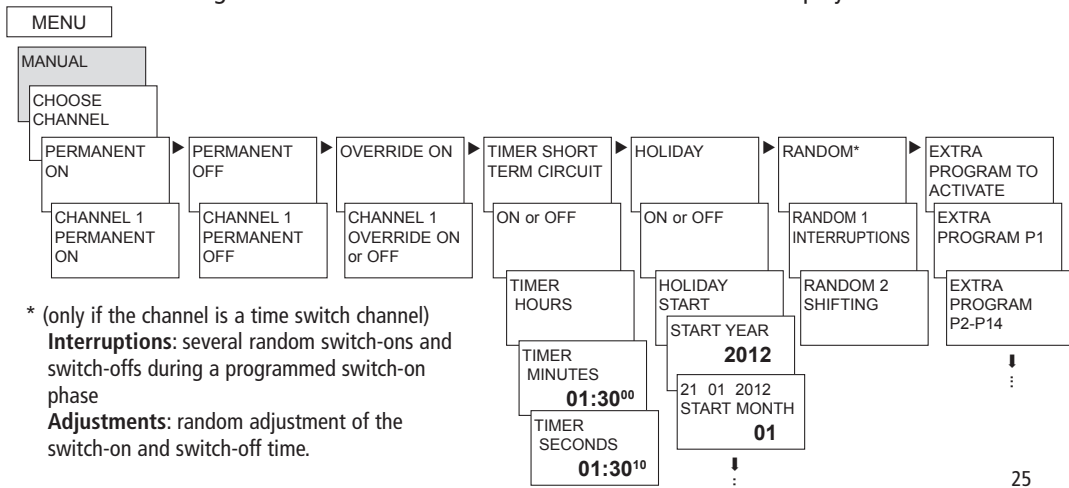 MENU
MANUAL
CHOOSE
CHANNEL
PERMANENT
ON
CHANNEL 1
PERMANENT
ON
PERMANENT
OFF
CHANNEL 1
PERMANENT
OFF
OVERRIDE ON
CHANNEL 1
OVERRIDE ON
or OFF
TIMER SHORT
TERM CIRCUIT
ON or OFF
TIMER
HOURS
TIMER
MINUTES
01:30⁰⁰
TIMER
SECONDS
01:30¹⁰
HOLIDAY
ON or OFF
HOLIDAY
START
START YEAR
2012
21 01 2012
START MONTH
01
RANDOM*
RANDOM 1
INTERRUPTIONS
RANDOM 2
SHIFTING
EXTRA
PROGRAM TO
ACTIVATE
EXTRA
PROGRAM P1
EXTRA
PROGRAM
P2-P14
* (only if the channel is a time switch channel)
Interruptions: several random switch-ons and
switch-offs during a programmed switch-on
phase
Adjustments: random adjustment of the
switch-on and switch-off time.
25